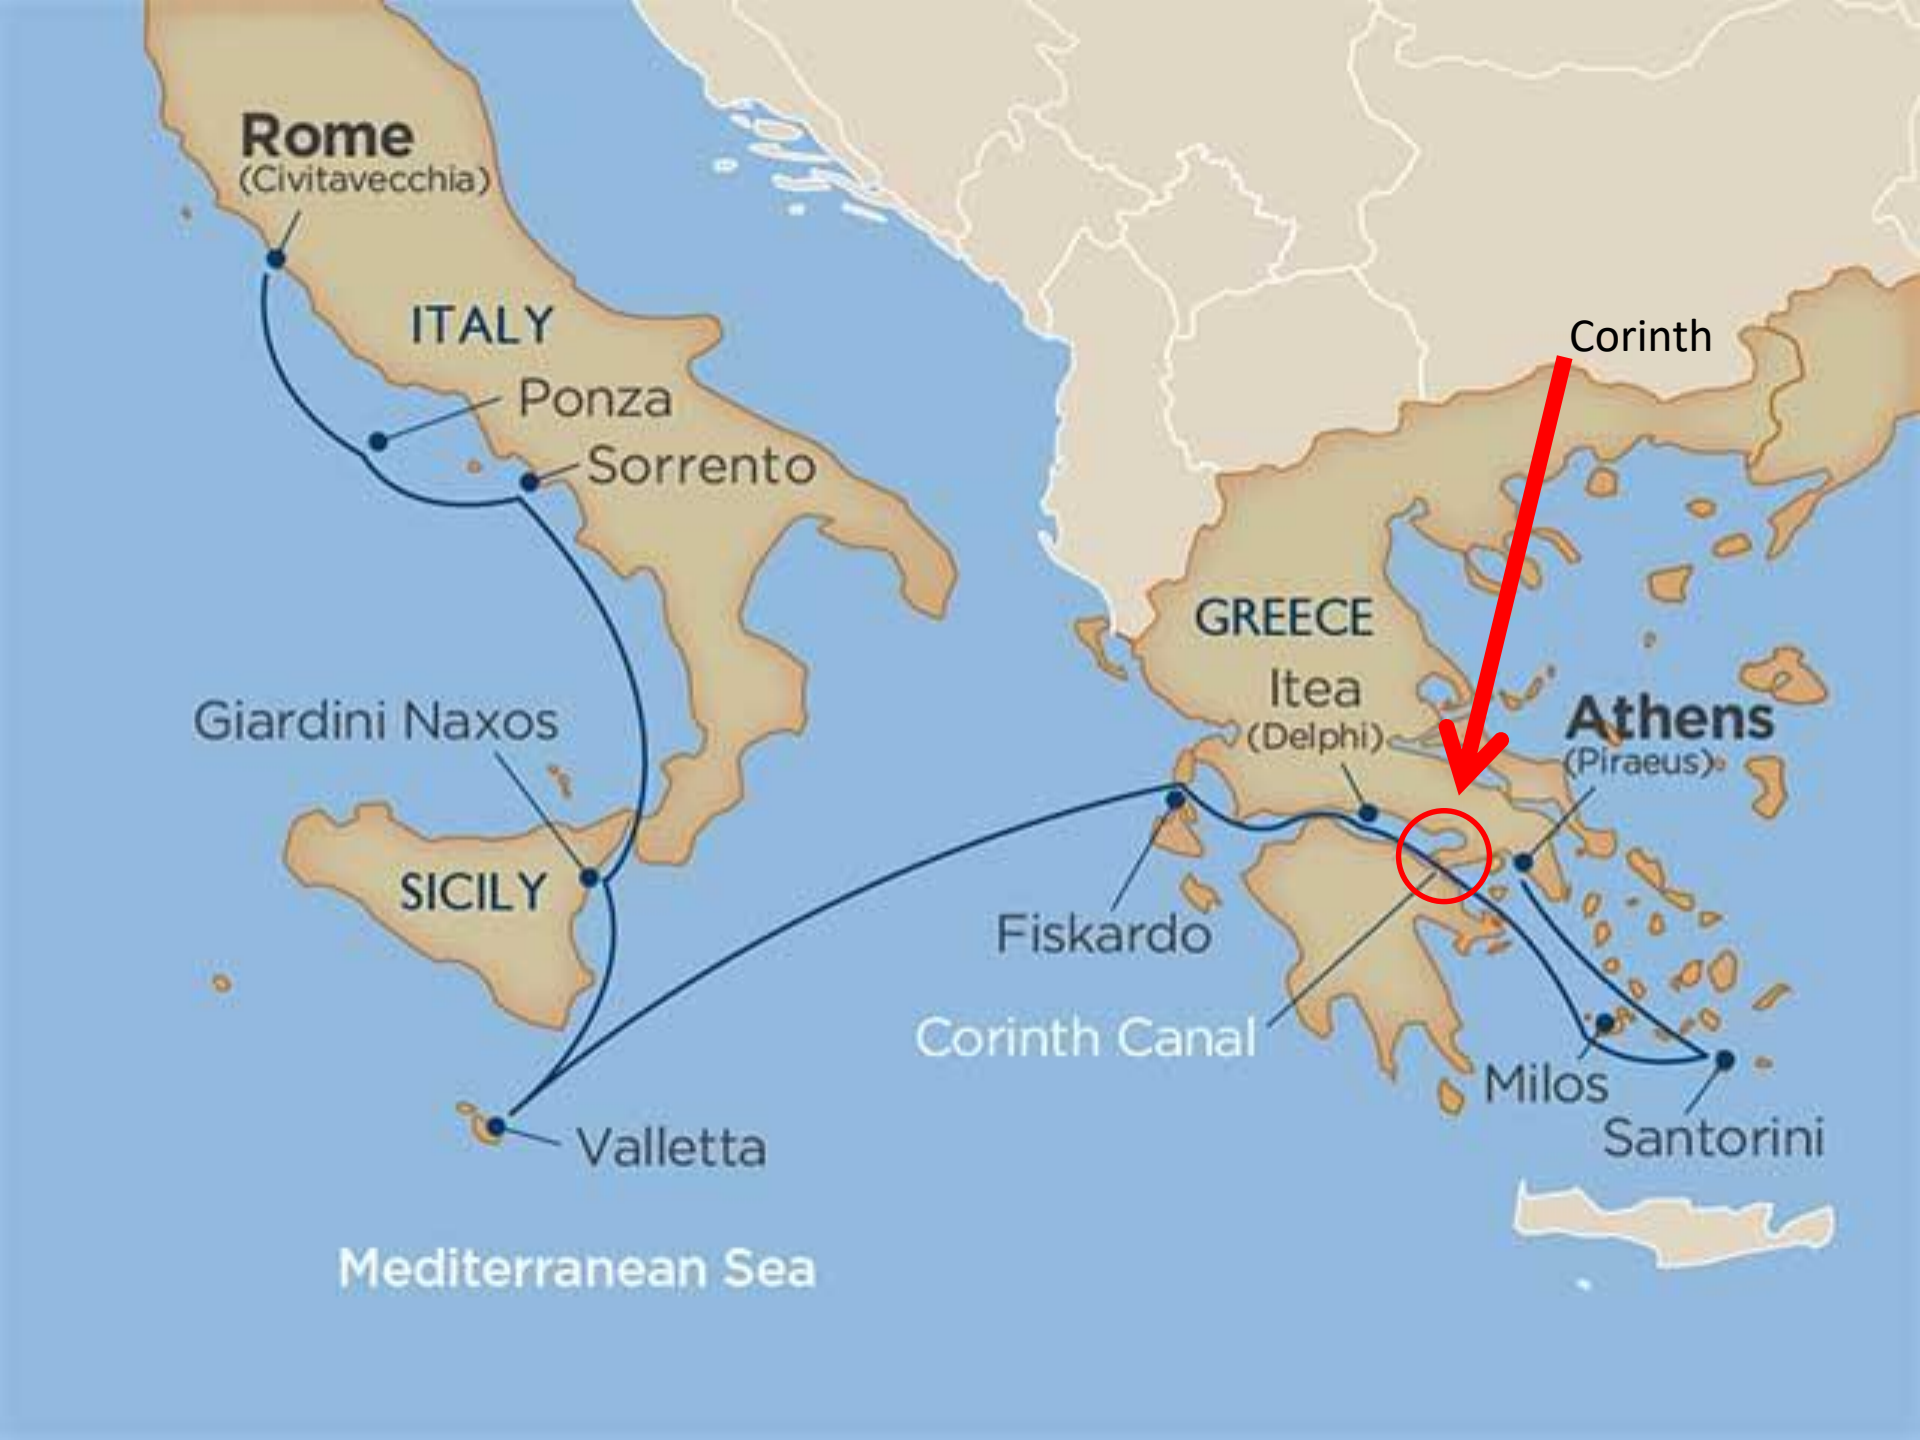 Rome
(Civitavecchia)
ITALY
Ponza
Sorrento
Corinth
GREECE
Itea
(Delphi)
Athens
(Piraeus)
Giardini Naxos
SICILY
Fiskardo
Corinth Canal
Milos
Santorini
Valletta
Mediterranean Sea